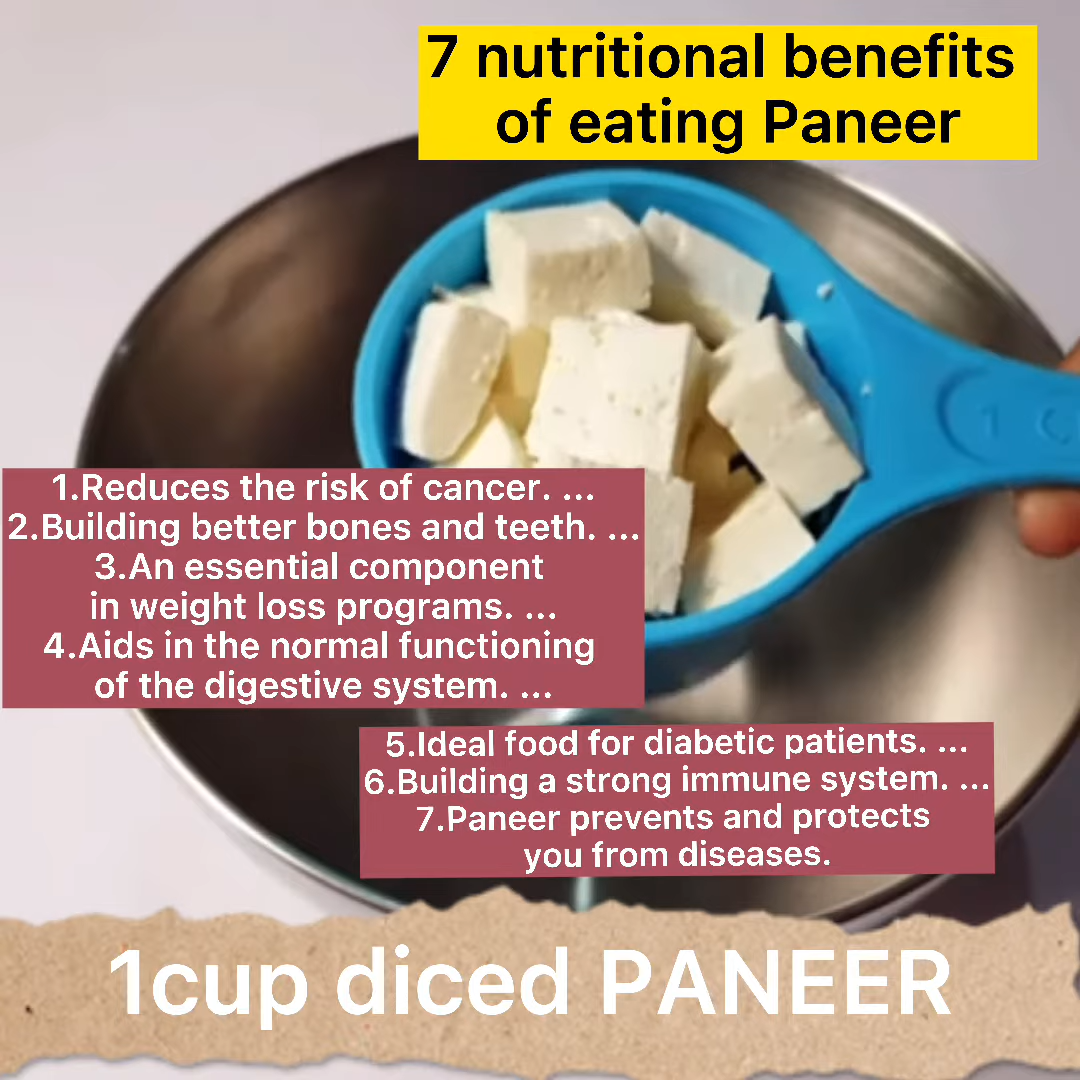 7 nutritional benefits
of eating Paneer
1.Reduces the risk of cancer. ...
2.Building better bones and teeth. ...
3.An essential component
in weight loss programs. ...
4.Aids in the normal functioning
of the digestive system. ...
5.Ideal food for diabetic patients. ...
6.Building a strong immune system. ...
7.Paneer prevents and protects
you from diseases.
1cup diced PANEER
1 C